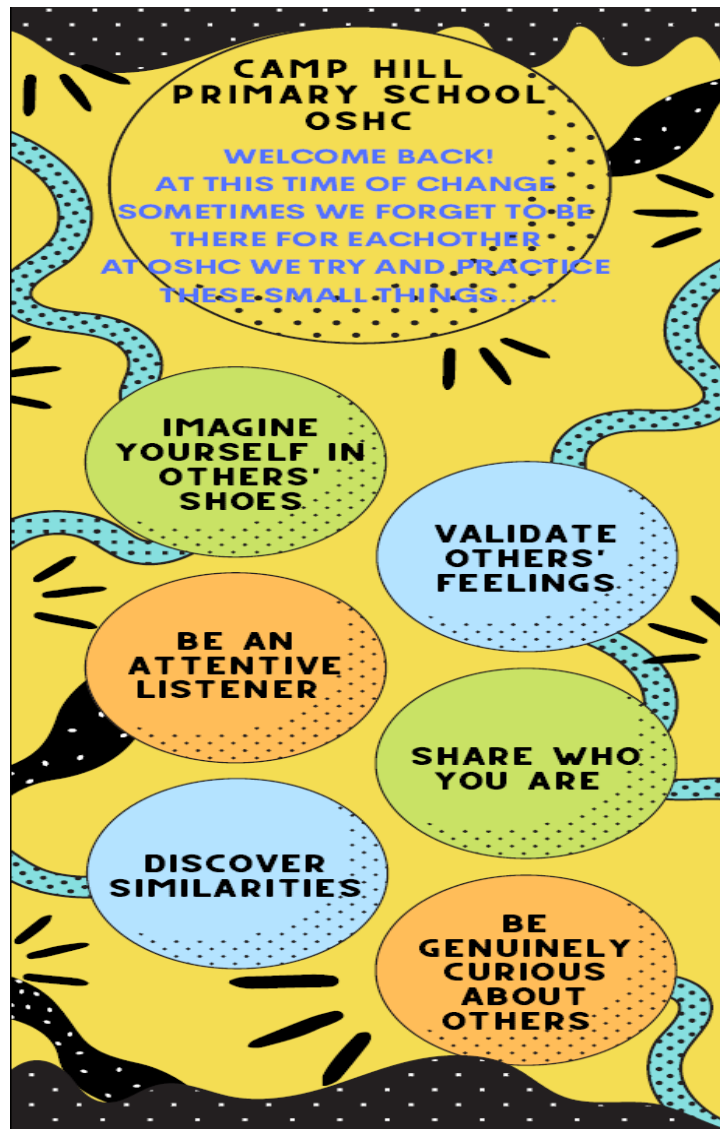 CAMP HILL
PRIMARY SCHOOL
OSHC
WELCOME BACK!
AT THIS TIME OF CHANGE
SOMETIMES WE FORGET TO BE
THERE FOR EACHOTHER
AT OSHC WE TRY AND PRACTICE
THESE SMALL THINGS......
IMAGINE
YOURSELF IN
OTHERS'
SHOES
VALIDATE
OTHERS'
FEELINGS
BE AN
ATTENTIVE
LISTENER
SHARE WHO
YOU ARE
DISCOVER
SIMILARITIES
BE
GENUINELY
CURIOUS
ABOUT
OTHERS